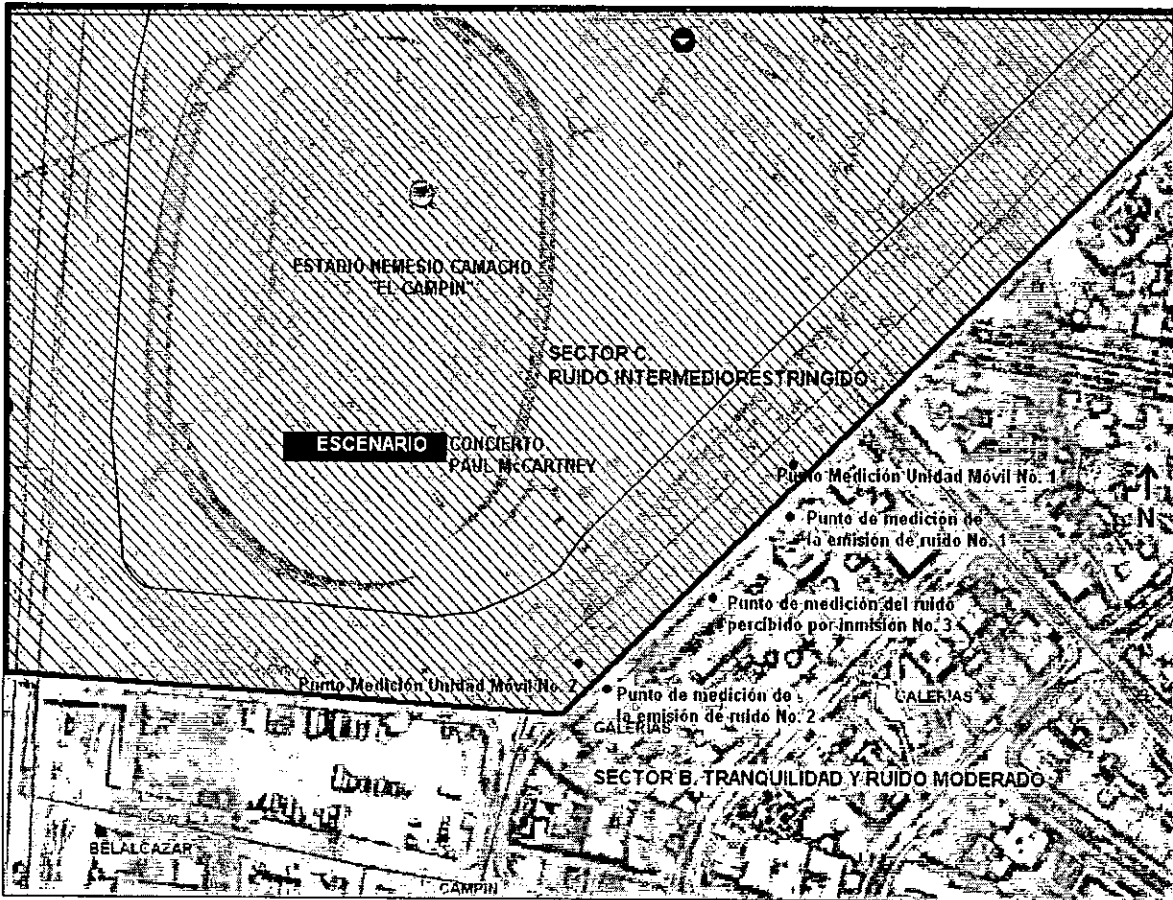 ESTADIO NEMESIO CAMACHO
"EL CAMPIN"
SECTOR C.
RUIDO INTERMEDIORESTRINGIDO
ESCENARIO
CONCIERTO
PAUL McCARTNEY
Punto Medición Unidad Móvil No. 1
N
Punto de medición de
la emisión de ruido No. 1
Punto de medición del ruido
percibido por inmisión No. 3
Punto Medición Unidad Móvil No. 2
Punto de medición de
la emisión de ruido No. 2
GALERIAS
GALERIAS
SECTOR B. TRANQUILIDAD Y RUIDO MODERADO
BELALCAZAR
CAMPIN